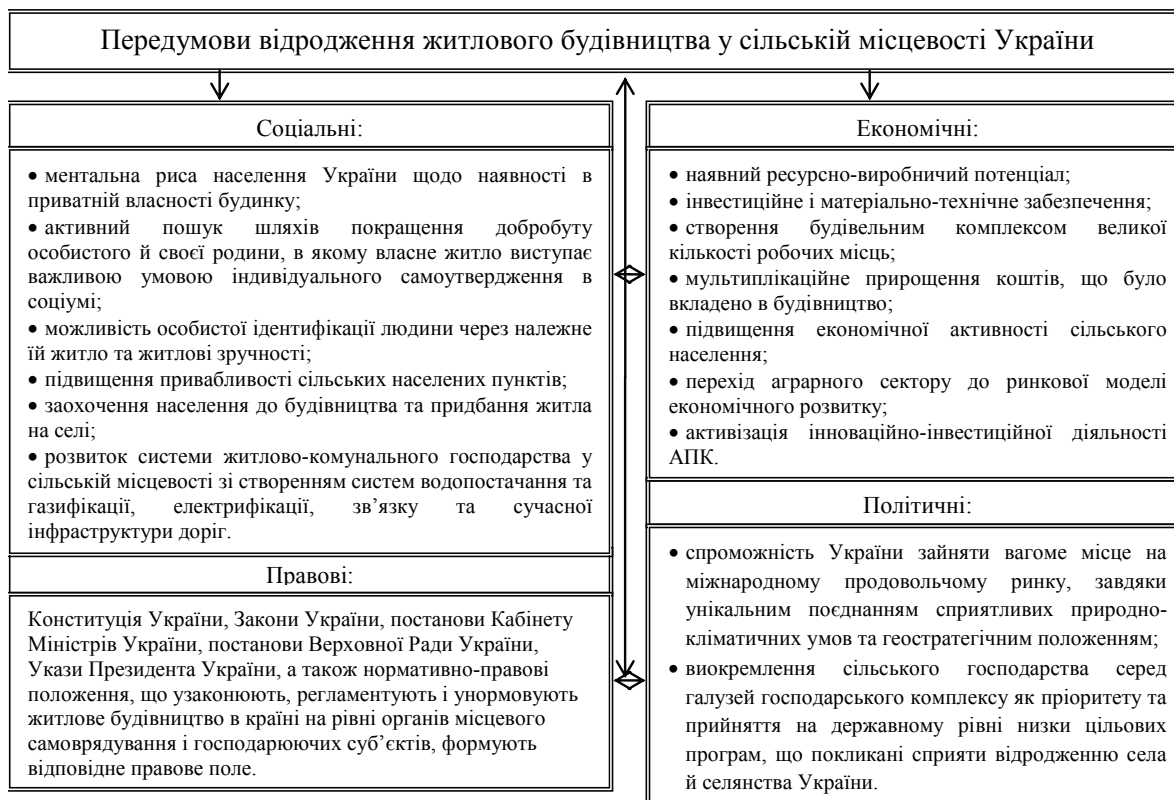 Передумови відродження житлового будівництва у сільській місцевості України
Соціальні:
• ментальна риса населення України щодо наявності в
приватній власності будинку;
• активний пошук шляхів покращення добробуту
особистого й своєї родини, в якому власне житло виступає
важливою умовою індивідуального самоутвердження в
соціумі;
• можливість особистої ідентифікації людини через належне
їй житло та житлові зручності;
• підвищення привабливості сільських населених пунктів;
• заохочення населення до будівництва та придбання житла
на селі;
• розвиток системи житлово-комунального господарства у
сільській місцевості зі створенням систем водопостачання та
газифікації, електрифікації, зв’язку та сучасної
інфраструктури доріг.
Правові:
Конституція України, Закони України, постанови Кабінету
Міністрів України, постанови Верховної Ради України,
Укази Президента України, а також нормативно-правові
положення, що узаконюють, регламентують і унормовують
житлове будівництво в країні на рівні органів місцевого
самоврядування і господарюючих суб’єктів, формують
відповідне правове поле.
Економічні:
• наявний ресурсно-виробничий потенціал;
• інвестиційне і матеріально-технічне забезпечення;
• створення будівельним комплексом великої
кількості робочих місць;
• мультиплікаційне прирощення коштів, що було
вкладено в будівництво;
• підвищення економічної активності сільського
населення;
• перехід аграрного сектору до ринкової моделі
економічного розвитку;
• активізація інноваційно-інвестиційної діяльності
АПК.
Політичні:
• спроможність України зайняти вагоме місце на
міжнародному продовольчому ринку, завдяки
унікальним поєднанням сприятливих природно-
кліматичних умов та геостратегічним положенням;
• виокремлення сільського господарства серед
галузей господарського комплексу як пріоритету та
прийняття на державному рівні низки цільових
програм, що покликані сприяти відродженню села
й селянства України.